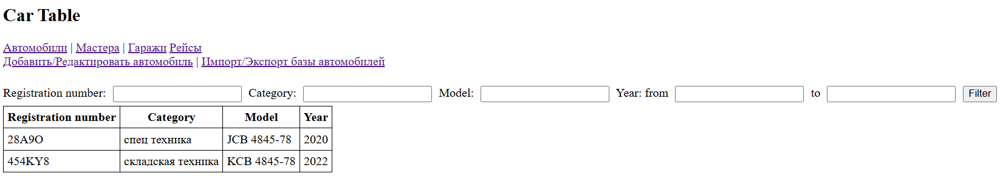 Car Table
Автомобили | Мастера | Гаражи Рейсы
Добавить/Редактировать автомобиль | Импорт/Экспорт базы автомобилей
Registration number: Category: Model: Year: from to Filter
Registration number Category Model Year
28A9O спец техника JCB 4845-78 2020
454KY8 складская техника KCB 4845-78 2022